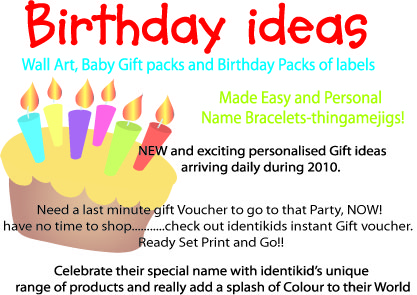 Birthday ideas
Wall Art, Baby Gift packs and Birthday Packs of labels
Made Easy and Personal
Name Bracelets-thingamejigs!
NEW and exciting personalised Gift ideas
arriving daily during 2010.
Need a last minute gift Voucher to go to that Party, NOW!
have no time to shop...........check out identikids instant Gift voucher.
Ready Set Print and Go!!
Celebrate their special name with identikid's unique
range of products and really add a splash of Colour to their World